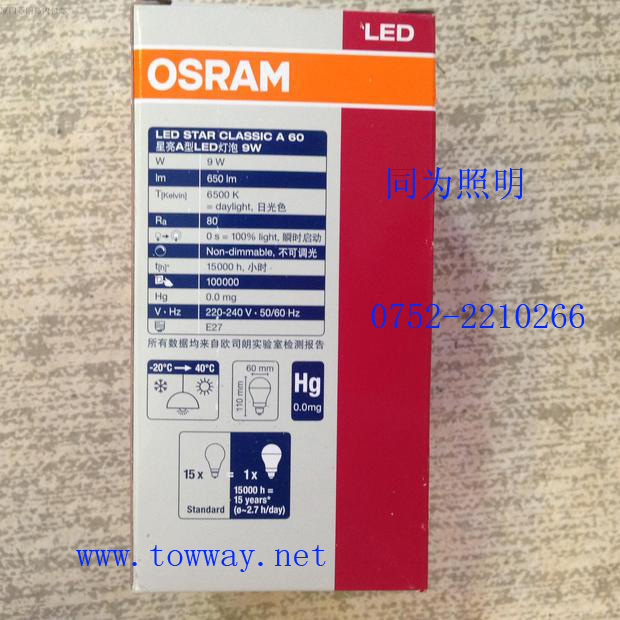 LED
OSRAM
LED STAR CLASSIC A 60
星亮A型LED灯泡 9W
W 9 W
lm 650 lm
T[Kelvin] 6500 K
= daylight, 日光色
Ra 80
0 s = 100% light, 瞬时启动
Non-dimmable, 不可调光
t[h]* 15000 h, 小时
100000
Hg 0.0 mg
V · Hz 220-240 V · 50/60 Hz
E27
所有数据均来自欧司朗实验室检测报告
-20°C → 40°C
60 mm
110 mm
Hg
0.0mg
15 x = 1x
Standard
15000 h =
15 years*
(ø~2.7 h/day)
同为照明
0752-2210266
www.towway.net